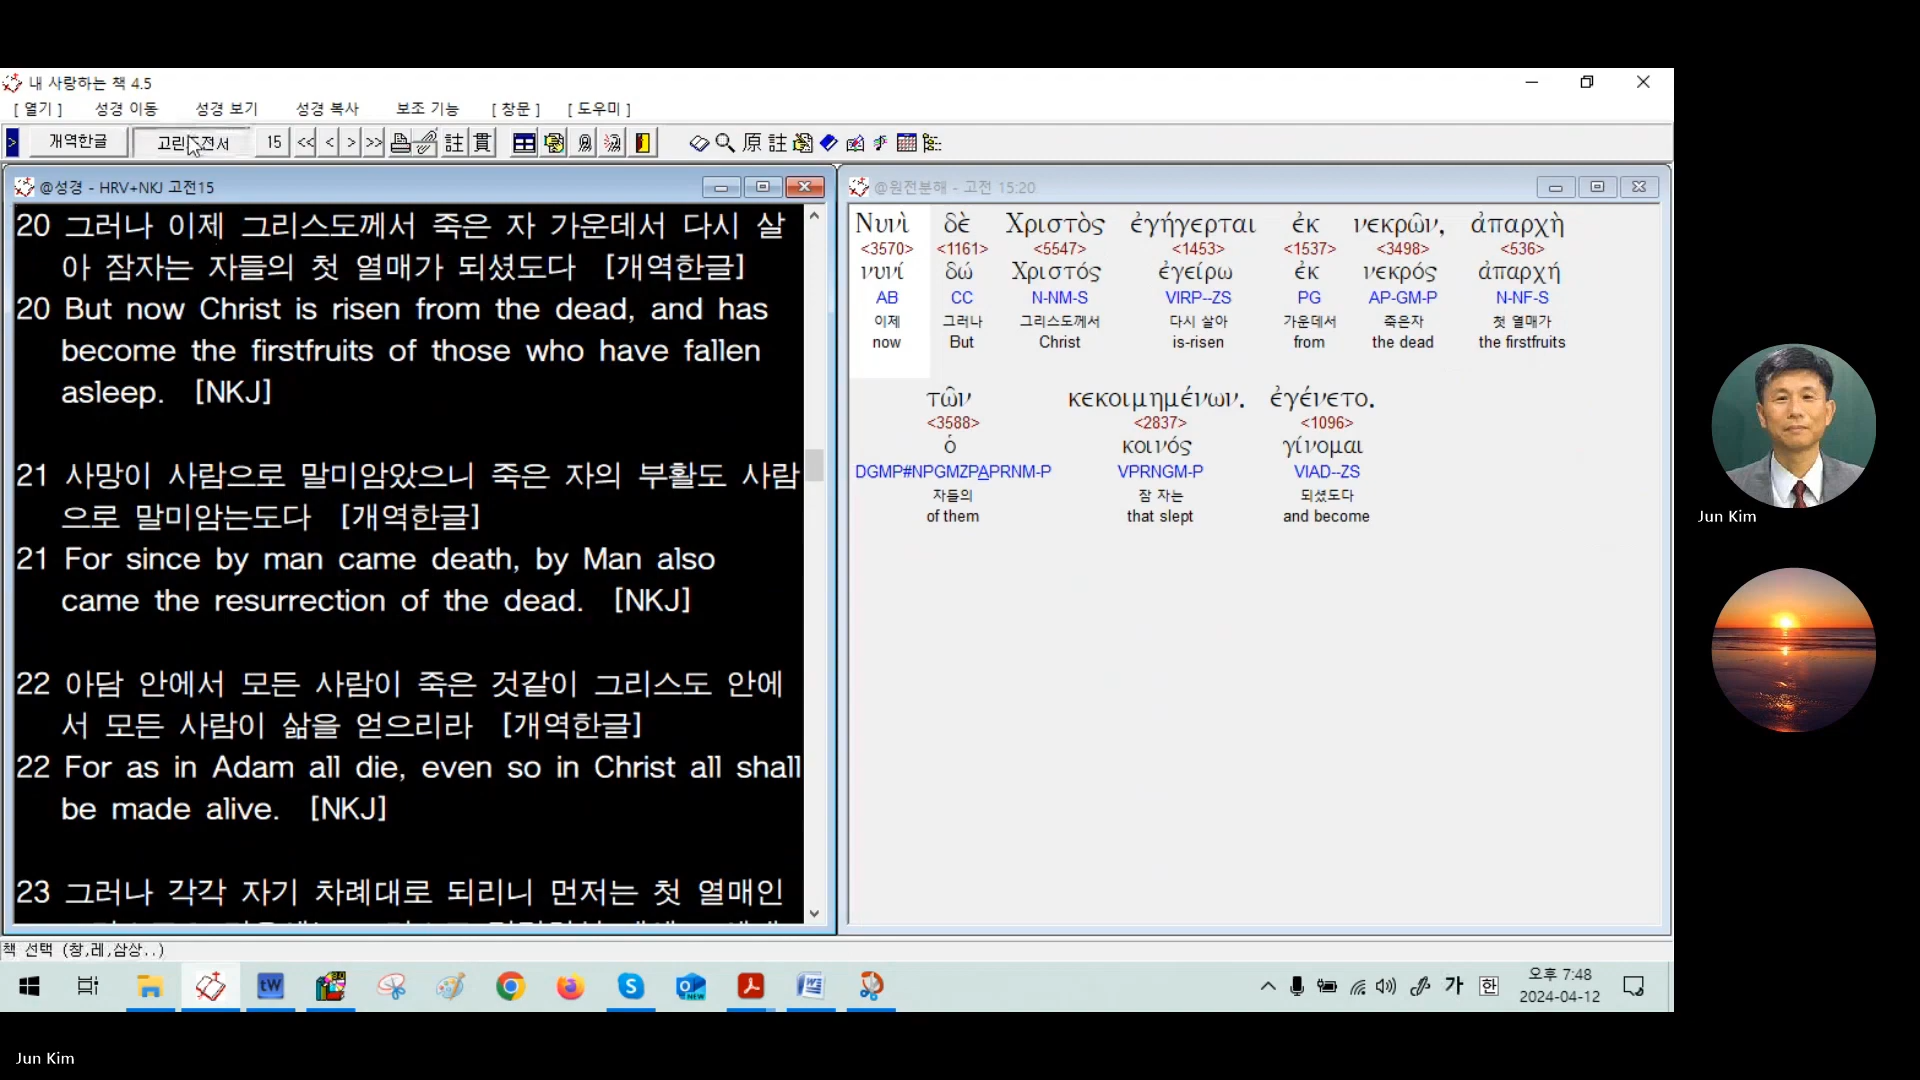 내 사랑하는 책 4.5
[ 열기 ] 성경 이동 성경 보기 성경 복사 보조 기능 [ 창문 ] [ 도우미 ]
개역한글 15 << < > >> 註 貫 原 註
@성경 - HRV+NKJ 고전15
20 그러나 이제 그리스도께서 죽은 자 가운데서 다시 살
아 잠자는 자들의 첫 열매가 되셨도다 [개역한글]
20 But now Christ is risen from the dead, and has
become the firstfruits of those who have fallen
asleep. [NKJ]
21 사망이 사람으로 말미암았으니 죽은 자의 부활도 사람
으로 말미암는도다 [개역한글]
21 For since by man came death, by Man also
came the resurrection of the dead. [NKJ]
22 아담 안에서 모든 사람이 죽은 것같이 그리스도 안에
서 모든 사람이 삶을 얻으리라 [개역한글]
22 For as in Adam all die, even so in Christ all shall
be made alive. [NKJ]
23 그러나 각각 자기 차례대로 되리니 먼저는 첫 열매인
@원전분해 - 고전 15:20
Νυνὶ δὲ Χριστὸς ἐγήγερται ἐκ νεκρῶν, ἀπαρχὴ
<3570> <1161> <5547> <1453> <1537> <3498> <536>
νυνί δώ Χριστός ἐγείρω ἐκ νεκρός ἀπαρχή
AB CC N-NM-S VIRP--ZS PG AP-GM-P N-NF-S
이제 그러나 그리스도께서 다시 살아 가운데서 죽은자 첫 열매가
now But Christ is-risen from the dead the firstfruits
τῶν κεκοιμημένων. ἐγένετο.
<3588> <2837> <1096>
ὁ κοινός γίνομαι
DGMP#NPGMZPAPRNM-P VPRNGM-P VIAD--ZS
자들의 잠 자는 되셨도다
of them that slept and become
책 선택 (창,레,삼상..)
가 한 오후 7:48
2024-04-12
Jun Kim
Jun Kim